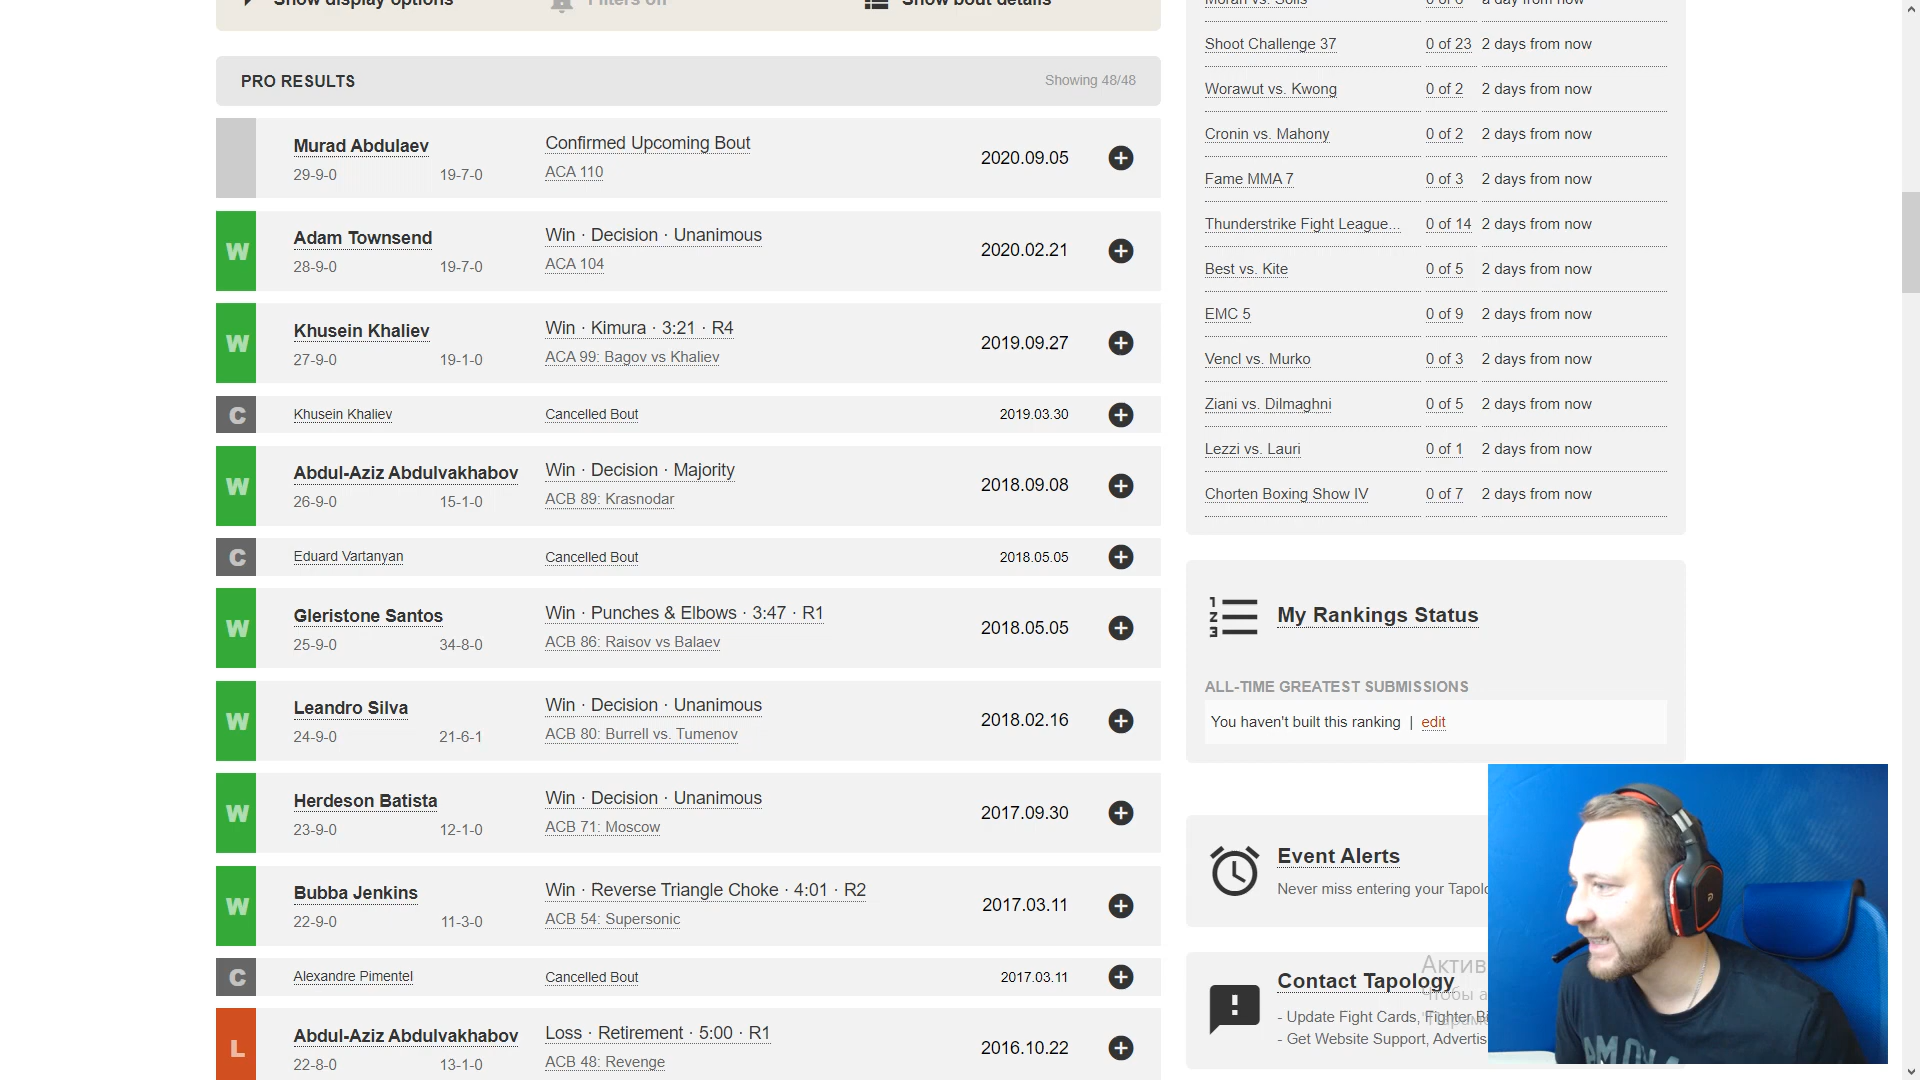 Show display options
Filters off
Show bout details
PRO RESULTS
Showing 48/48
Murad Abdulaev
29-9-0
19-7-0
Confirmed Upcoming Bout
ACA 110
2020.09.05
W
Adam Townsend
28-9-0
19-7-0
Win · Decision · Unanimous
ACA 104
2020.02.21
W
Khusein Khaliev
27-9-0
19-1-0
Win · Kimura · 3:21 · R4
ACA 99: Bagov vs Khaliev
2019.09.27
C
Khusein Khaliev
Cancelled Bout
2019.03.30
W
Abdul-Aziz Abdulvakhabov
26-9-0
15-1-0
Win · Decision · Majority
ACB 89: Krasnodar
2018.09.08
C
Eduard Vartanyan
Cancelled Bout
2018.05.05
W
Gleristone Santos
25-9-0
34-8-0
Win · Punches & Elbows · 3:47 · R1
ACB 86: Raisov vs Balaev
2018.05.05
W
Leandro Silva
24-9-0
21-6-1
Win · Decision · Unanimous
ACB 80: Burrell vs. Tumenov
2018.02.16
W
Herdeson Batista
23-9-0
12-1-0
Win · Decision · Unanimous
ACB 71: Moscow
2017.09.30
W
Bubba Jenkins
22-9-0
11-3-0
Win · Reverse Triangle Choke · 4:01 · R2
ACB 54: Supersonic
2017.03.11
C
Alexandre Pimentel
Cancelled Bout
2017.03.11
L
Abdul-Aziz Abdulvakhabov
22-8-0
13-1-0
Loss · Retirement · 5:00 · R1
ACB 48: Revenge
2016.10.22
Moran vs. Solis
a day from now
Shoot Challenge 37 0 of 23 2 days from now
Worawut vs. Kwong 0 of 2 2 days from now
Cronin vs. Mahony 0 of 2 2 days from now
Fame MMA 7 0 of 3 2 days from now
Thunderstrike Fight League... 0 of 14 2 days from now
Best vs. Kite 0 of 5 2 days from now
EMC 5 0 of 9 2 days from now
Vencl vs. Murko 0 of 3 2 days from now
Ziani vs. Dilmaghni 0 of 5 2 days from now
Lezzi vs. Lauri 0 of 1 2 days from now
Chorten Boxing Show IV 0 of 7 2 days from now
1
2
3
My Rankings Status
ALL-TIME GREATEST SUBMISSIONS
You haven't built this ranking | edit
Event Alerts
Never miss entering your Tapolo
Contact Tapology
- Update Fight Cards, Fighter Bi
- Get Website Support, Advertis
Актив
Чтобы а